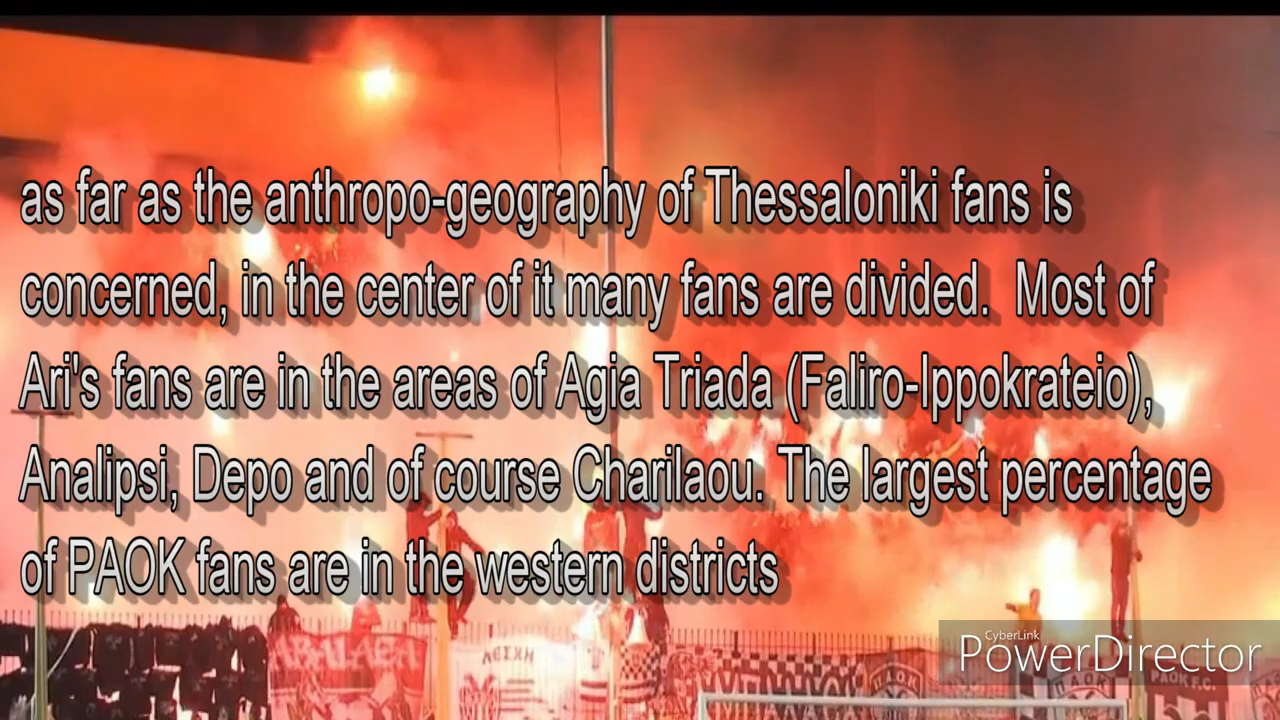 as far as the anthropo-geography of Thessaloniki fans is
concerned, in the center of it many fans are divided.  Most of
Ari's fans are in the areas of Agia Triada (Faliro-Ippokrateio),
Analipsi, Depo and of course Charilaou. The largest percentage
of PAOK fans are in the western districts
ΛΕΣΧΗ
Π.Α.Ο.Κ
Π.Α.Ο.Κ
PAOK F.C.
CyberLink
PowerDirector